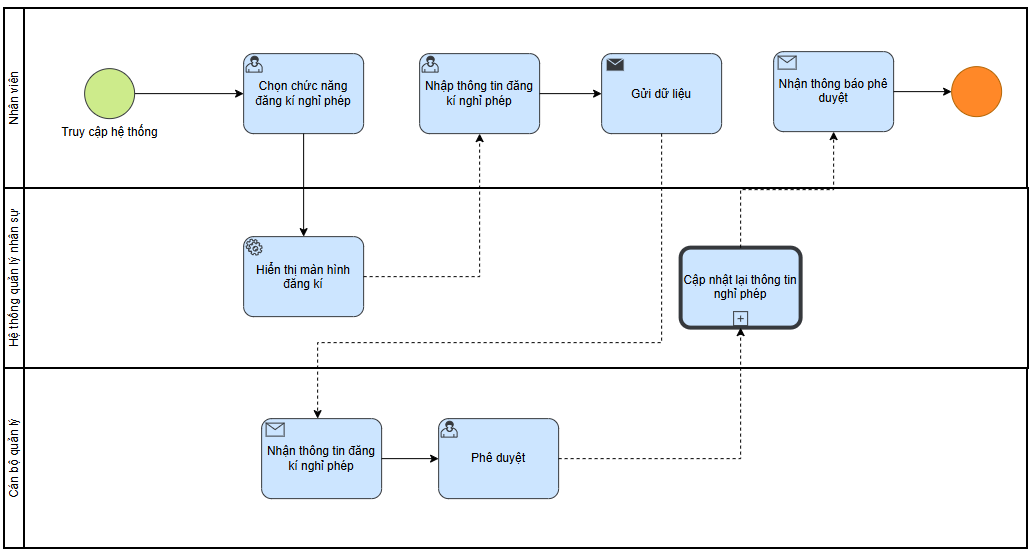 Nhân viên
Truy cập hệ thống
Chọn chức năng
đăng kí nghỉ phép
Nhập thông tin đăng
kí nghỉ phép
Gửi dữ liệu
Nhận thông báo phê
duyệt
Hệ thống quản lý nhân sự
Hiển thị màn hình
đăng kí
Cập nhật lại thông tin
nghỉ phép
Cán bộ quản lý
Nhận thông tin đăng
kí nghỉ phép
Phê duyệt